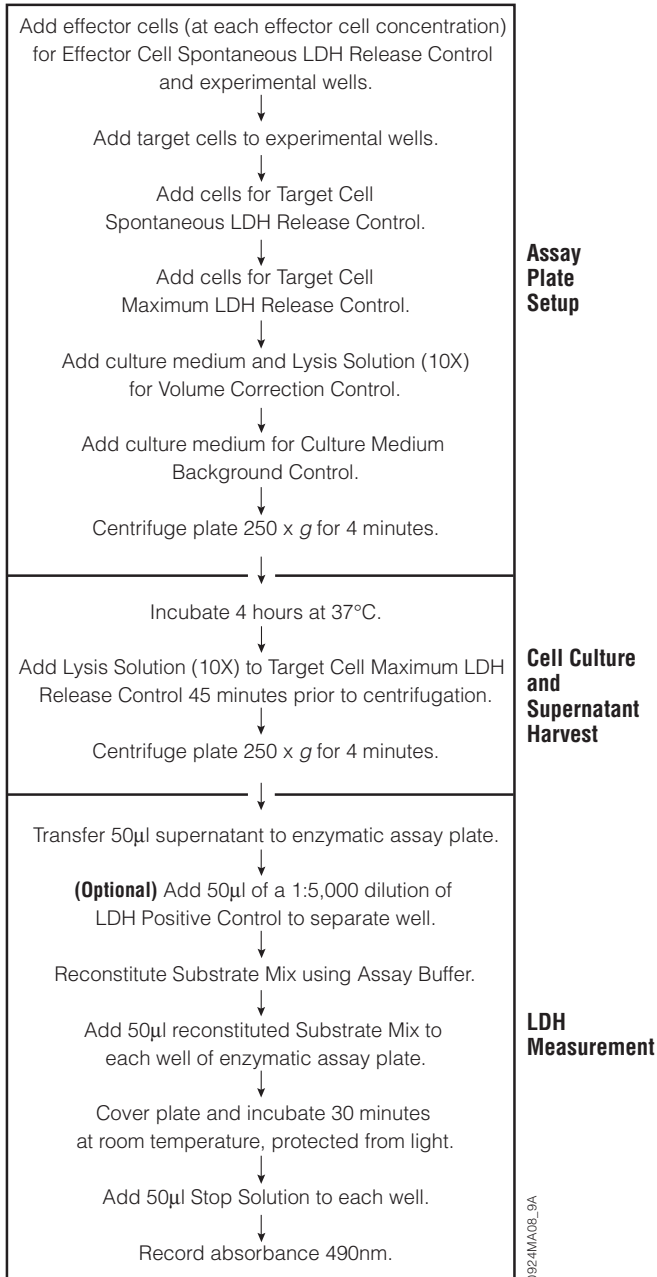 Add effector cells (at each effector cell concentration)
for Effector Cell Spontaneous LDH Release Control
and experimental wells.
Add target cells to experimental wells.
Add cells for Target Cell
Spontaneous LDH Release Control.
Add cells for Target Cell
Maximum LDH Release Control.
Add culture medium and Lysis Solution (10X)
for Volume Correction Control.
Add culture medium for Culture Medium
Background Control.
Centrifuge plate 250 x g for 4 minutes.
Assay
Plate
Setup
Incubate 4 hours at 37°C.
Add Lysis Solution (10X) to Target Cell Maximum LDH
Release Control 45 minutes prior to centrifugation.
Centrifuge plate 250 x g for 4 minutes.
Cell Culture
and
Supernatant
Harvest
Transfer 50μl supernatant to enzymatic assay plate.
(Optional) Add 50μl of a 1:5,000 dilution of
LDH Positive Control to separate well.
Reconstitute Substrate Mix using Assay Buffer.
Add 50μl reconstituted Substrate Mix to
each well of enzymatic assay plate.
Cover plate and incubate 30 minutes
at room temperature, protected from light.
Add 50μl Stop Solution to each well.
Record absorbance 490nm.
LDH
Measurement
0924MA08_9A